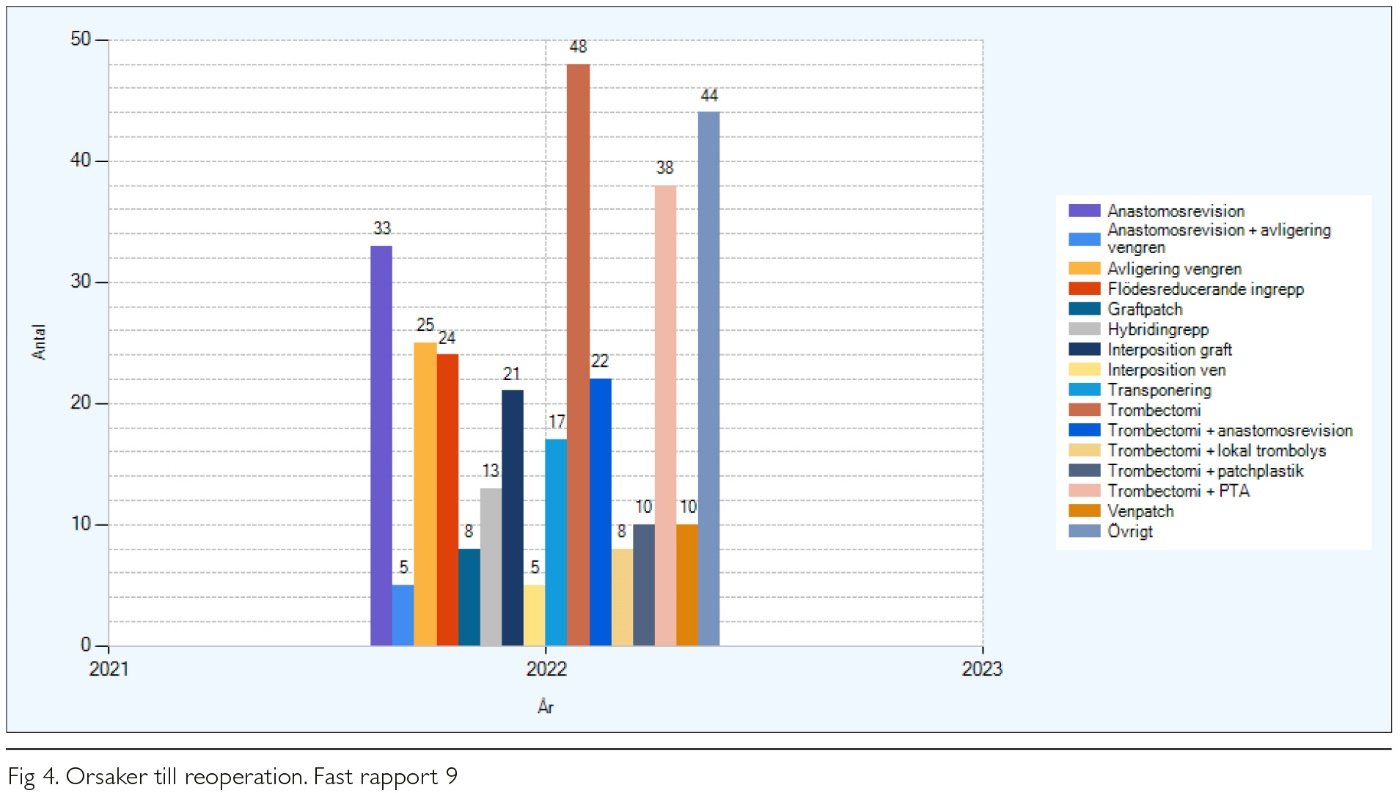 50
40
30
20
10
0
Antal
33
5
25
24
8
13
21
5
17
48
22
8
10
38
10
44
2021
2022
2023
År
Anastomosrevision
Anastomosrevision + avligering
vengren
Avligering vengren
Flödesreducerande ingrepp
Graftpatch
Hybridingrepp
Interposition graft
Interposition ven
Transponering
Trombectomi
Trombectomi + anastomosrevision
Trombectomi + lokal trombolys
Trombectomi + patchplastik
Trombectomi + PTA
Venpatch
Övrigt
Fig 4. Orsaker till reoperation. Fast rapport 9